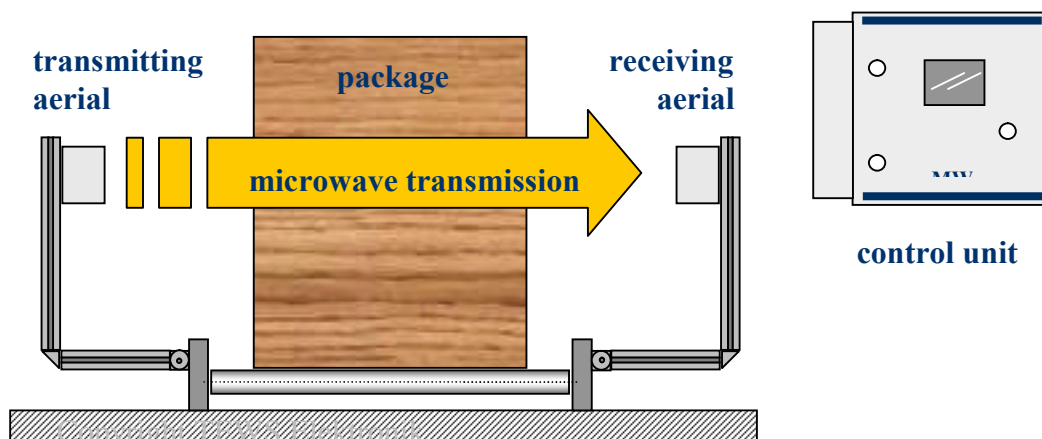 transmitting
aerial
package
receiving
aerial
microwave transmission
control unit